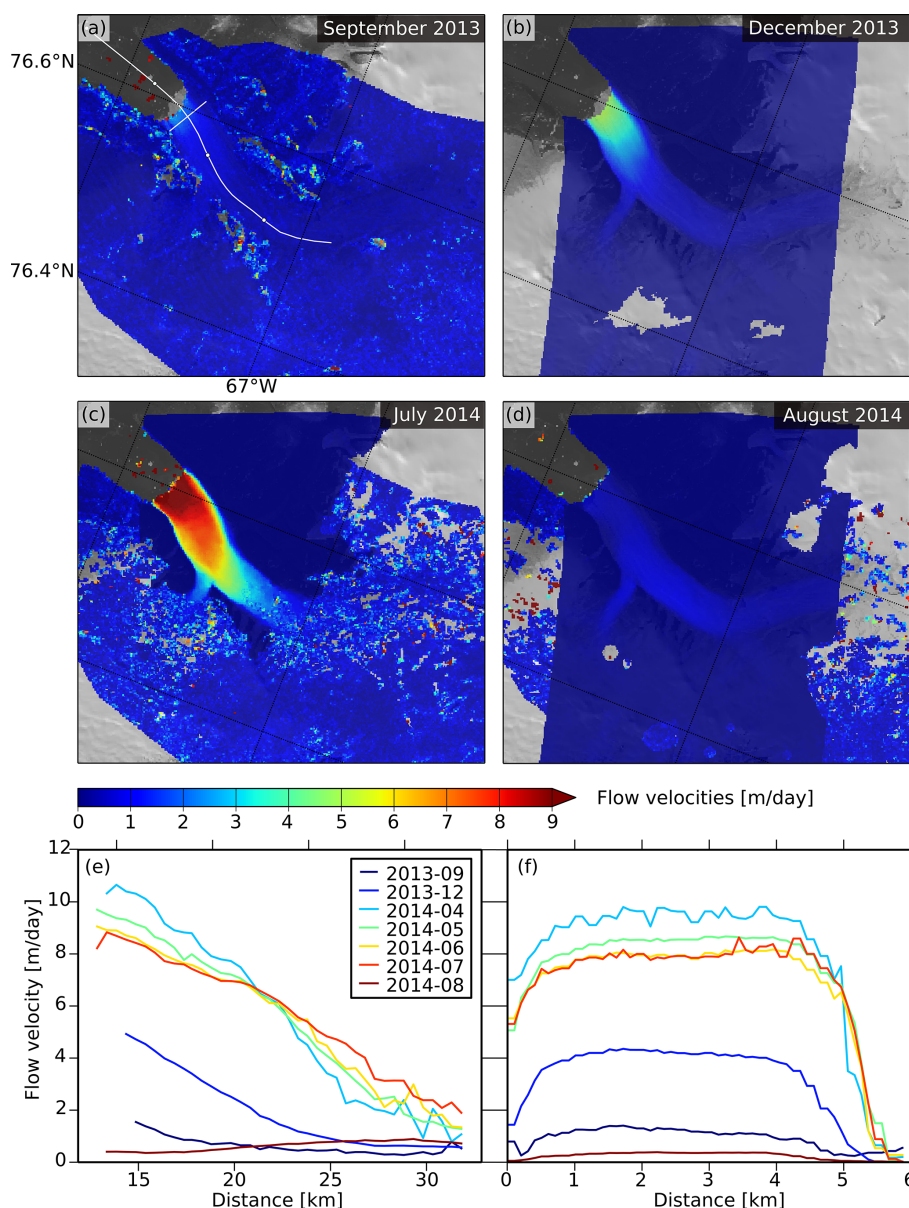 (a) September 2013
(b) December 2013
76.6°N
76.4°N
67°W
(c) July 2014
(d) August 2014
0 1 2 3 4 5 6 7 8 9
Flow velocities [m/day]
(e)
12
10
8
6
4
2
0
Flow velocity [m/day]
2013-09
2013-12
2014-04
2014-05
2014-06
2014-07
2014-08
15 20 25 30
Distance [km]
(f)
0 1 2 3 4 5 6
Distance [km]